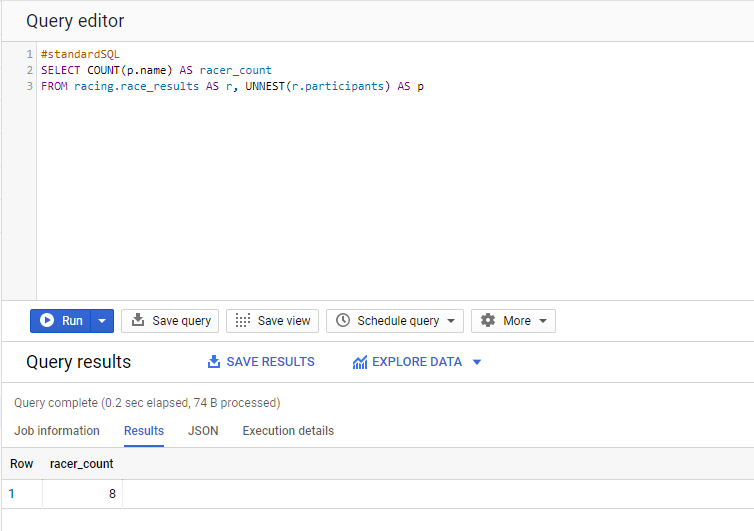 Query editor
1 #standardSQL
2 SELECT COUNT(p.name) AS racer_count
3 FROM racing.race_results AS r, UNNEST(r.participants) AS p
Run Save query Save view Schedule query More
Query results SAVE RESULTS EXPLORE DATA
Query complete (0.2 sec elapsed, 74 B processed)
Job information Results JSON Execution details
Row racer_count
1 8